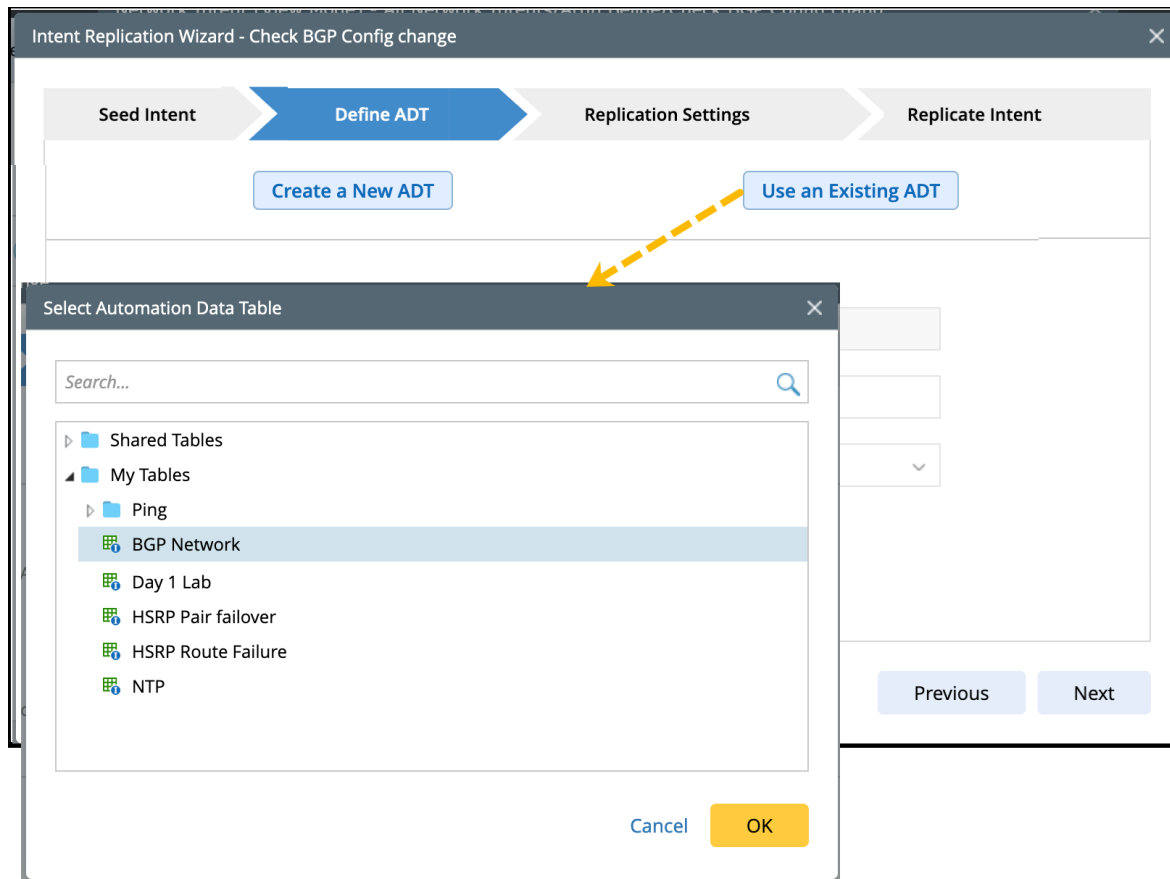 Intent Replication Wizard - Check BGP Config change
Seed Intent
Define ADT
Replication Settings
Replicate Intent
Create a New ADT
Use an Existing ADT
Select Automation Data Table
Search...
Shared Tables
My Tables
Ping
BGP Network
Day 1 Lab
HSRP Pair failover
HSRP Route Failure
NTP
Previous
Next
Cancel
OK